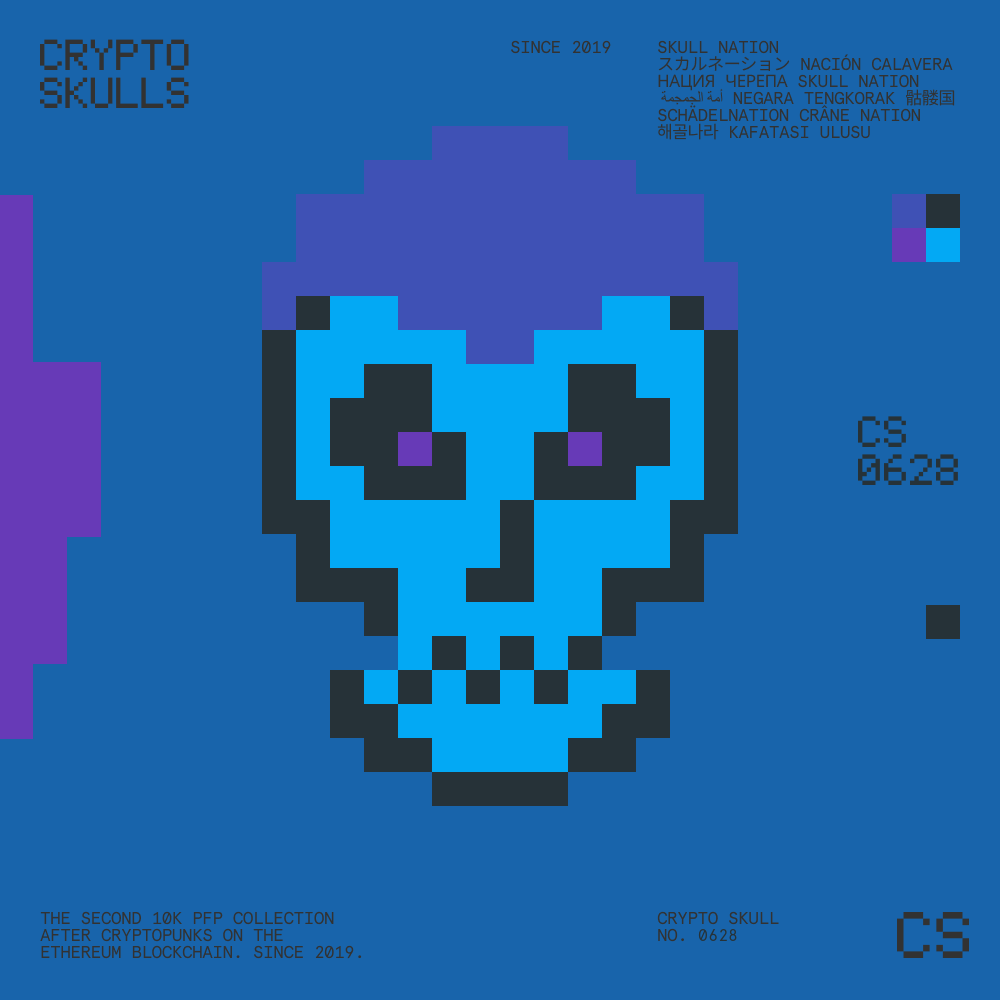 CRYPTO
SKULLS
SINCE 2019
SKULL NATION
スカルネーション NACIÓN CALAVERA
НАЦИЯ ЧЕРЕПА SKULL NATION
أمة الجمجمة NEGARA TENGKORAK 骷髅国
SCHÄDELNATION CRÂNE NATION
해골나라 KAFATASI ULUSU
CS
0628
THE SECOND 10K PFP COLLECTION
AFTER CRYPTOPUNKS ON THE
ETHEREUM BLOCKCHAIN. SINCE 2019.
CRYPTO SKULL
NO. 0628
CS